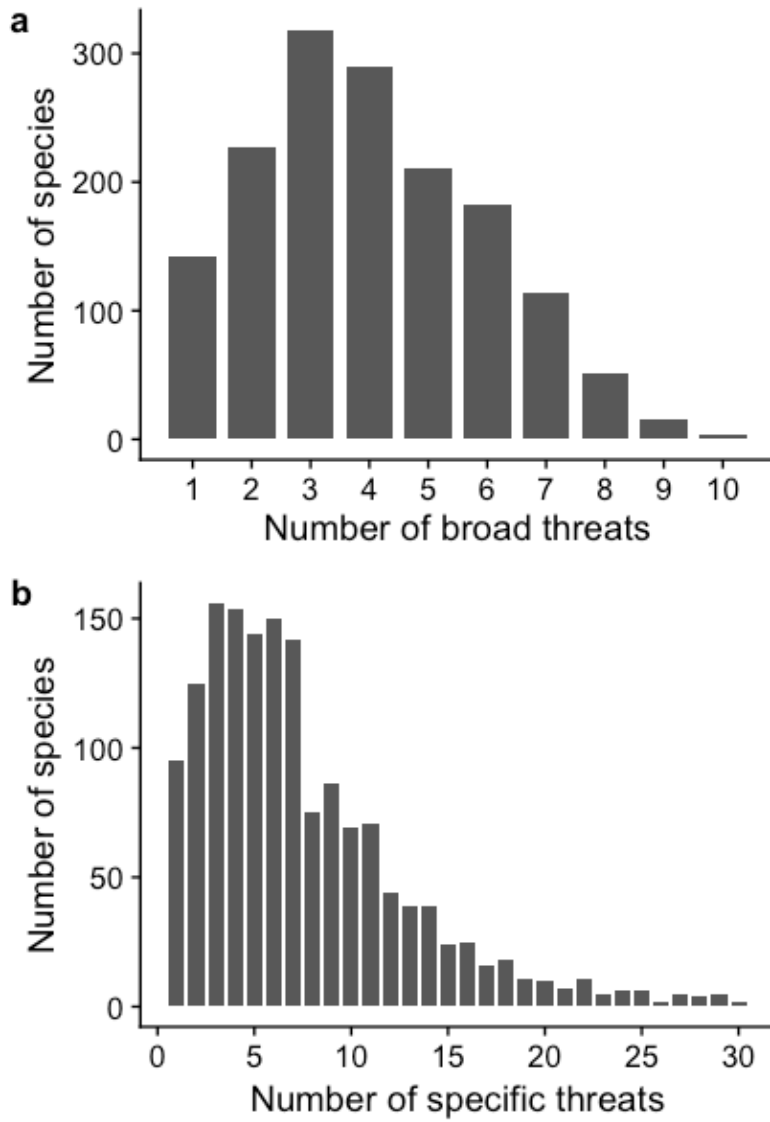 a
Number of species
300
200
100
0
1 2 3 4 5 6 7 8 9 10
Number of broad threats
b
Number of species
150
100
50
0
0 5 10 15 20 25 30
Number of specific threats